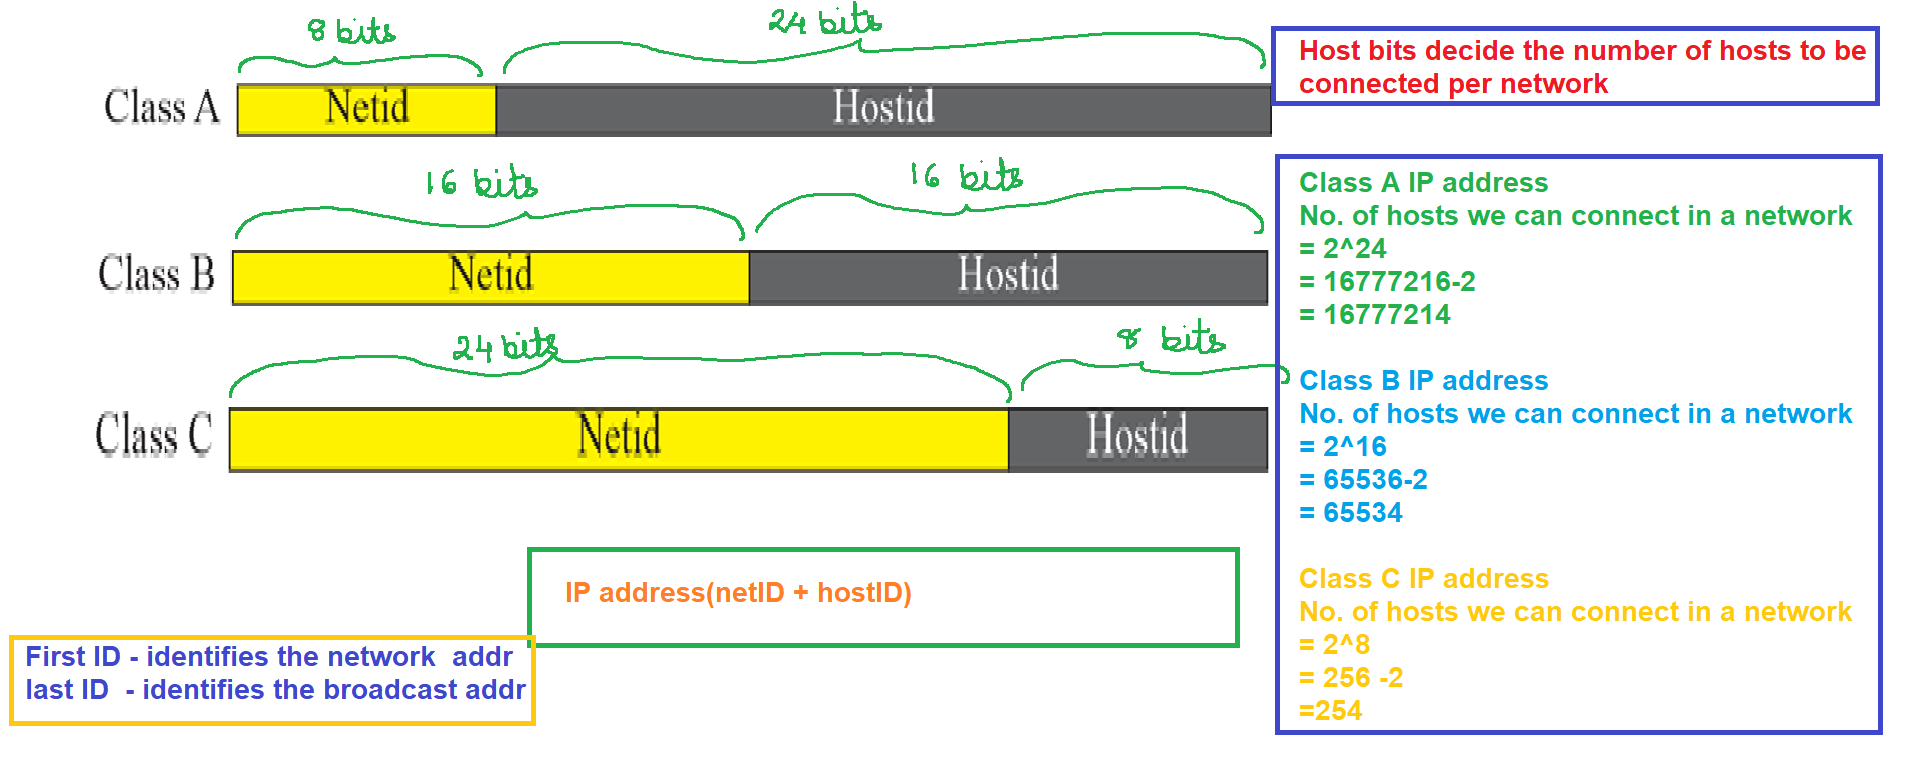 8 bits
24 bits
Class A
Netid
Hostid
16 bits
16 bits
Class B
Netid
Hostid
24 bits
8 bits
Class C
Netid
Hostid
IP address(netID + hostID)
First ID - identifies the network  addr
last ID  - identifies the broadcast addr
Host bits decide the number of hosts to be
connected per network
Class A IP address
No. of hosts we can connect in a network
= 2^24
= 16777216-2
= 16777214
Class B IP address
No. of hosts we can connect in a network
= 2^16
= 65536-2
= 65534
Class C IP address
No. of hosts we can connect in a network
= 2^8
= 256 -2
=254